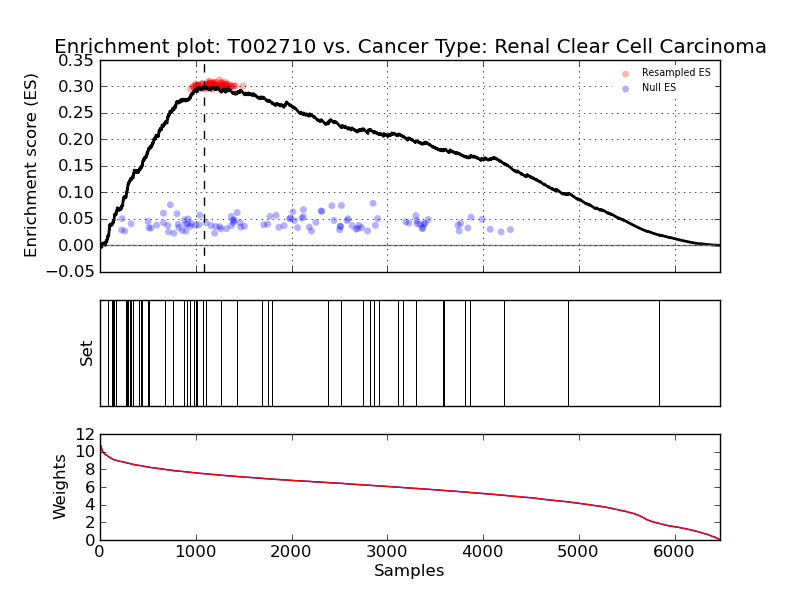 Enrichment plot: T002710 vs. Cancer Type: Renal Clear Cell Carcinoma
0.35
0.30
0.25
0.20
0.15
0.10
0.05
0.00
−0.05
Enrichment score (ES)
Resampled ES
Null ES
Set
12
10
8
6
4
2
0
Weights
0 1000 2000 3000 4000 5000 6000
Samples